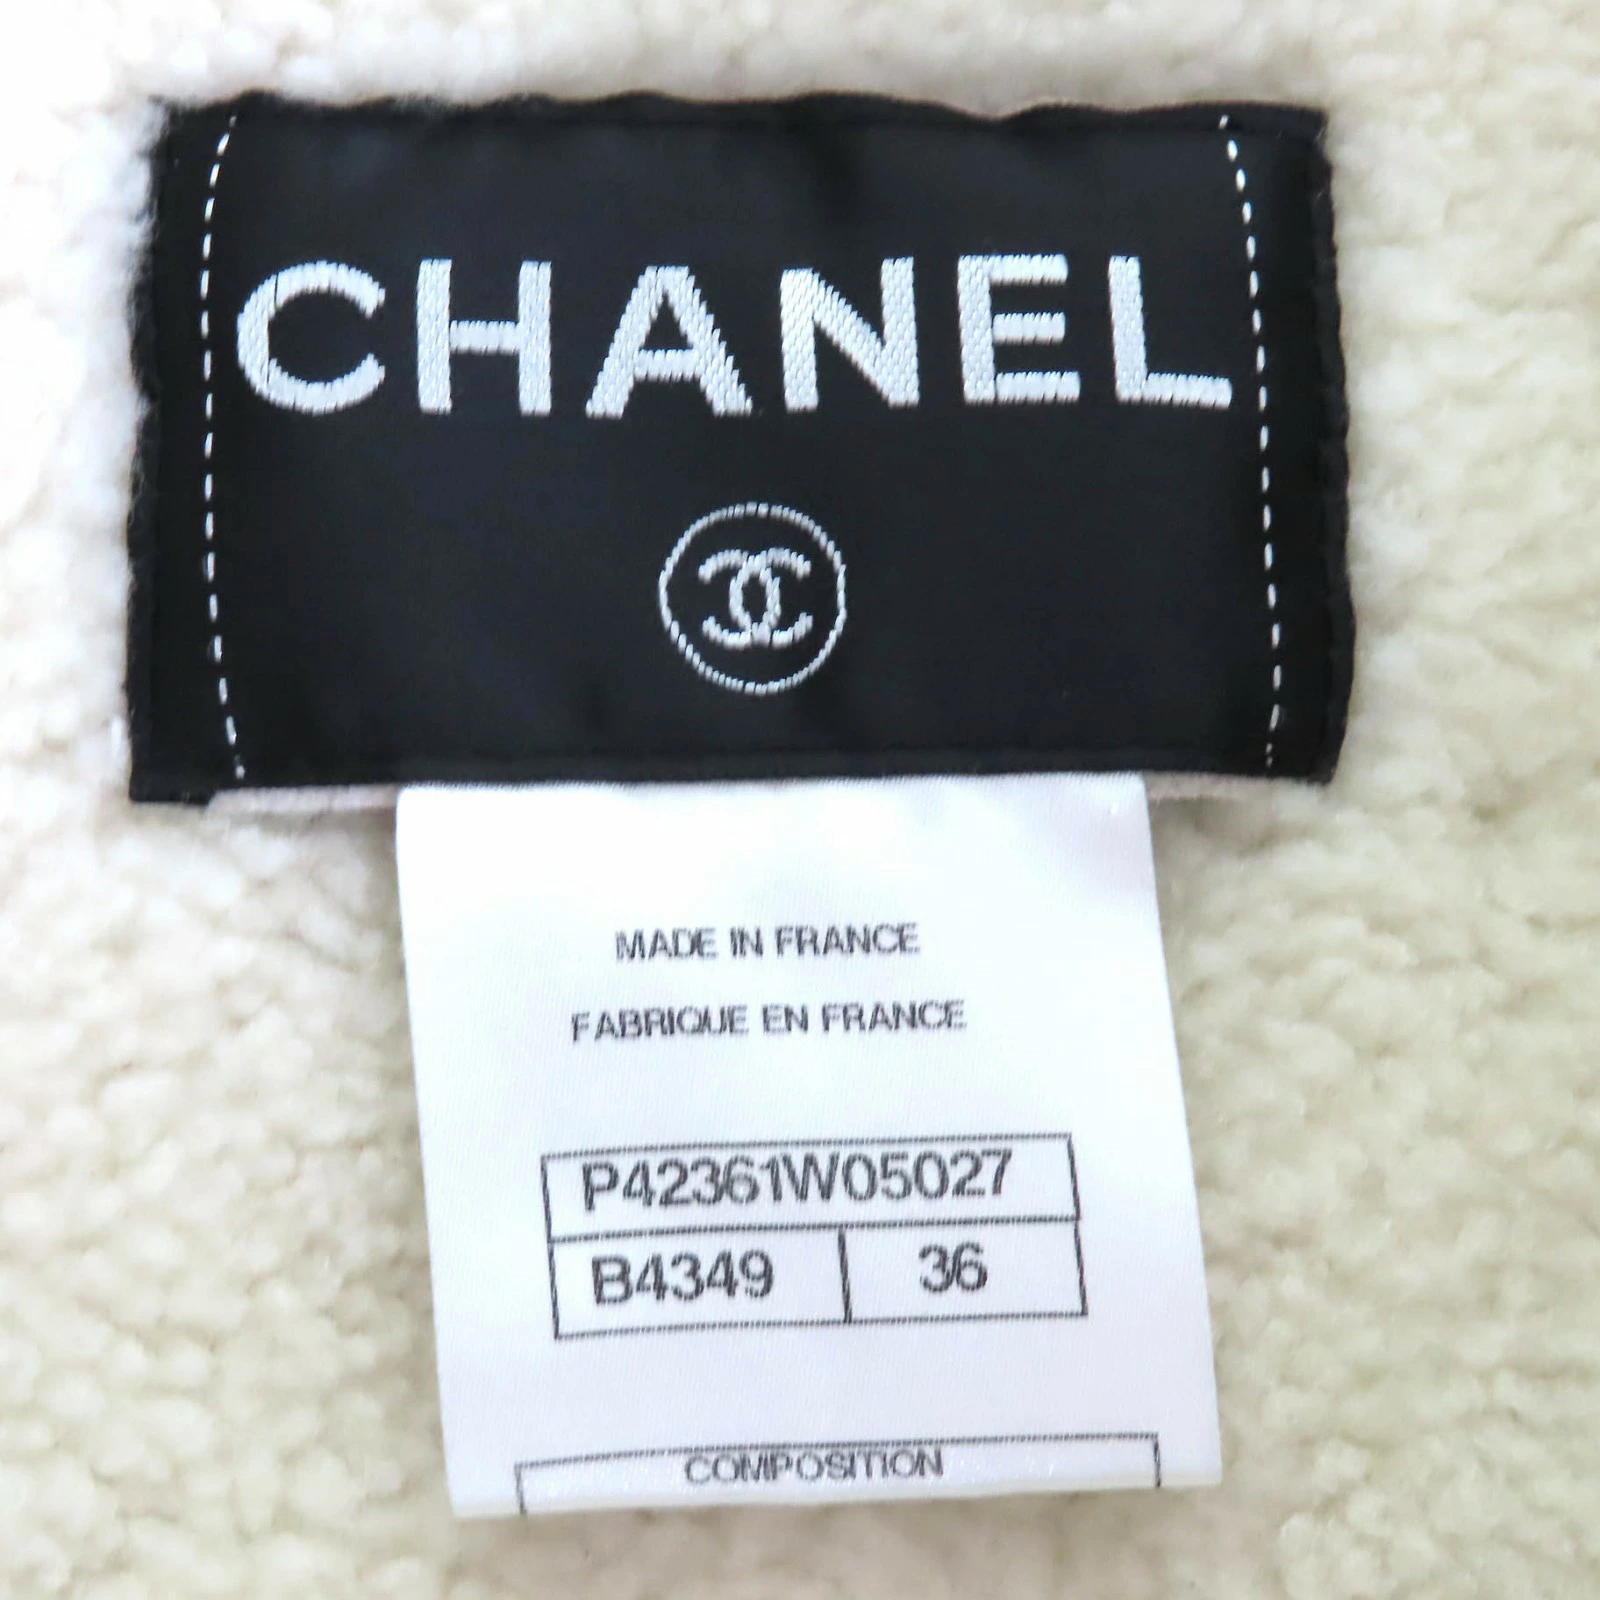 CHANEL
MADE IN FRANCE
FABRIQUE EN FRANCE
P42361W05027
B4349 36
COMPOSITION